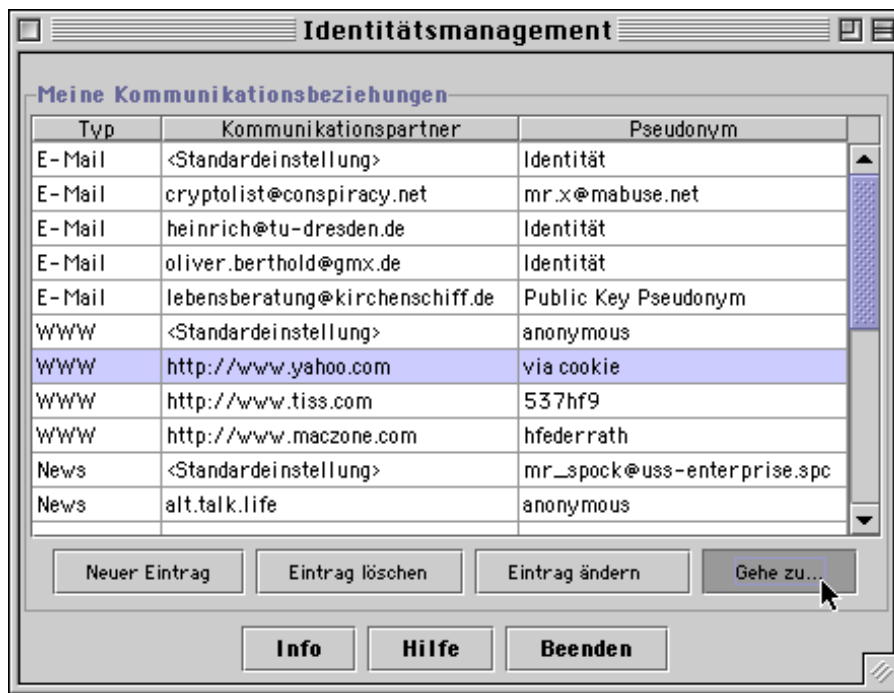 Identitätsmanagement
Meine Kommunikationsbeziehungen
Typ Kommunikationspartner Pseudonym
E-Mail <Standardeinstellung> Identität
E-Mail cryptolist@conspiracy.net mr.x@mabuse.net
E-Mail heinrich@tu-dresden.de Identität
E-Mail oliver.berthold@gmx.de Identität
E-Mail lebensberatung@kirchenschiff.de Public Key Pseudonym
WWW <Standardeinstellung> anonymous
WWW http://www.yahoo.com via cookie
WWW http://www.tiss.com 537hf9
WWW http://www.maczone.com hfederrath
News <Standardeinstellung> mr_spock@uss-enterprise.spc
News alt.talk.life anonymous
Neuer Eintrag Eintrag löschen Eintrag ändern Gehe zu...
Info Hilfe Beenden